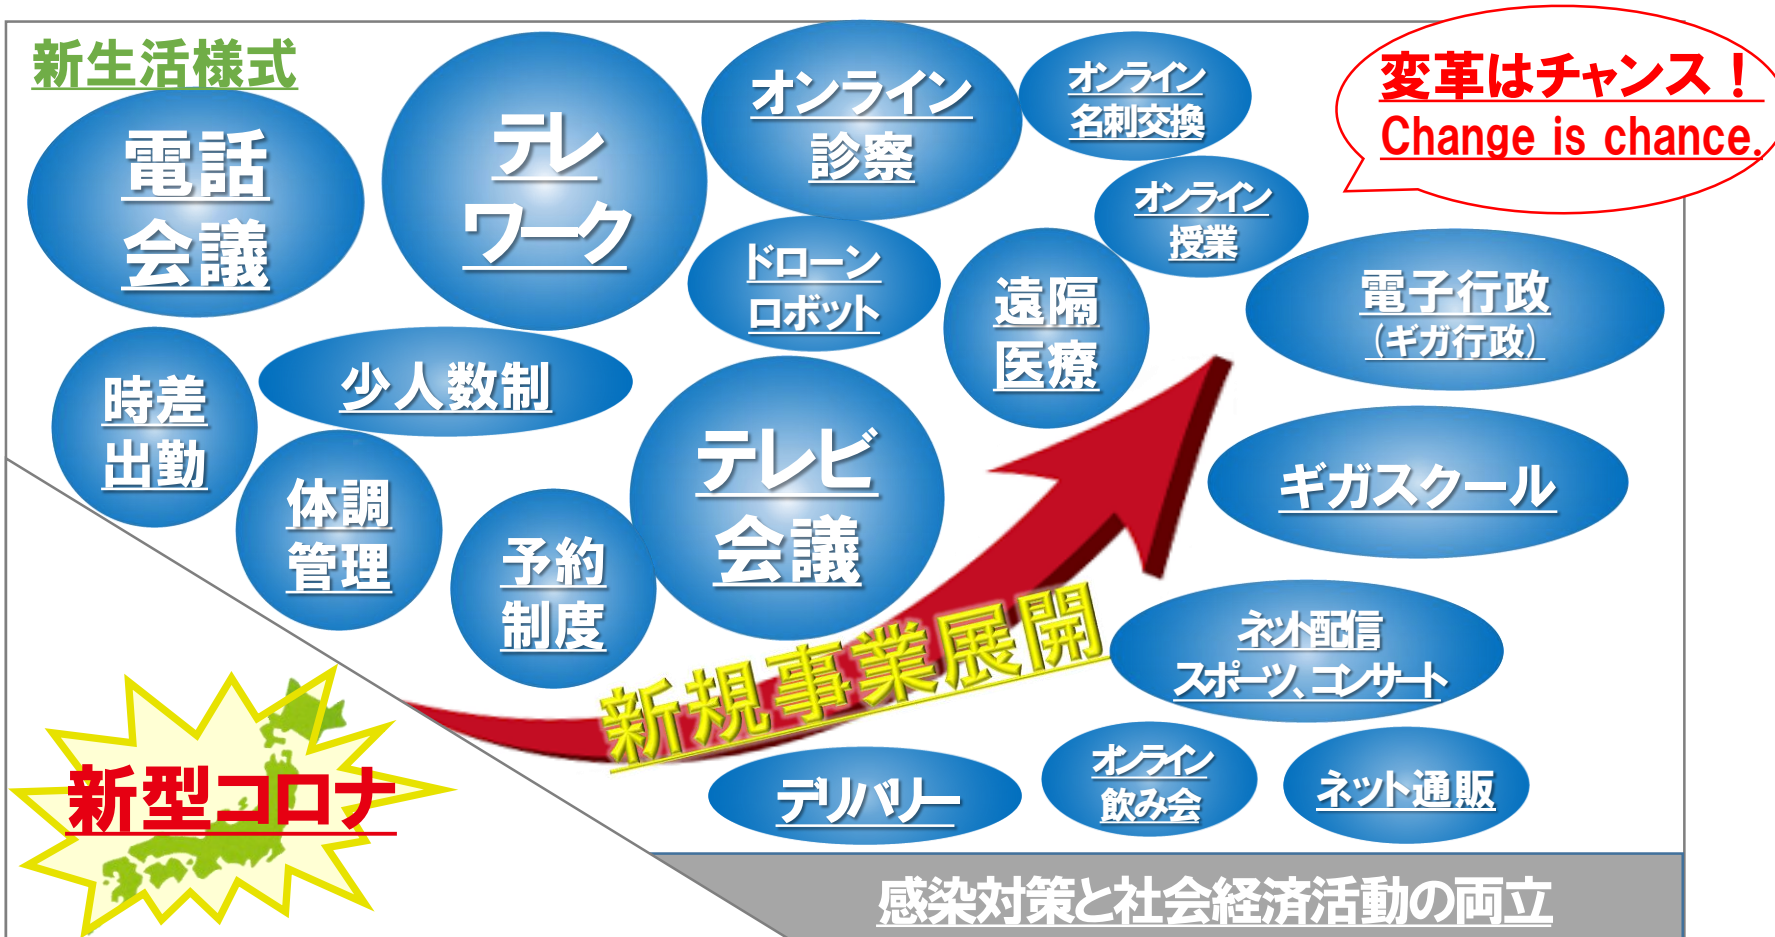 新生活様式
電話
会議
テレ
ワーク
オンライン
診察
オンライン
名刺交換
変革はチャンス！
Change is chance.
オンライン
授業
ドローン
ロボット
遠隔
医療
電子行政
（ギガ行政）
時差
出勤
少人数制
体調
管理
予約
制度
テレビ
会議
ギガスクール
新規事業展開
ネット配信
スポーツ、コンサート
新型コロナ
デリバリー
オンライン
飲み会
ネット通販
感染対策と社会経済活動の両立